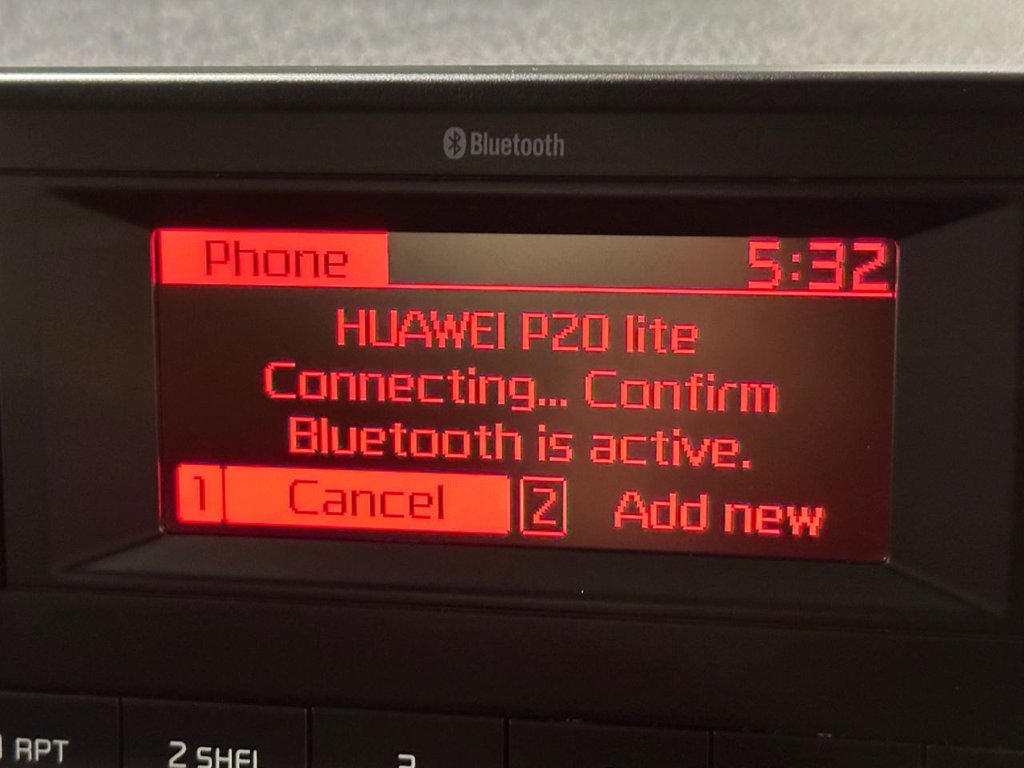 Bluetooth
Phone 5:32
HUAWEI P20 lite
Connecting... Confirm
Bluetooth is active.
1 Cancel 2 Add new
RPT 2 SHFL 3